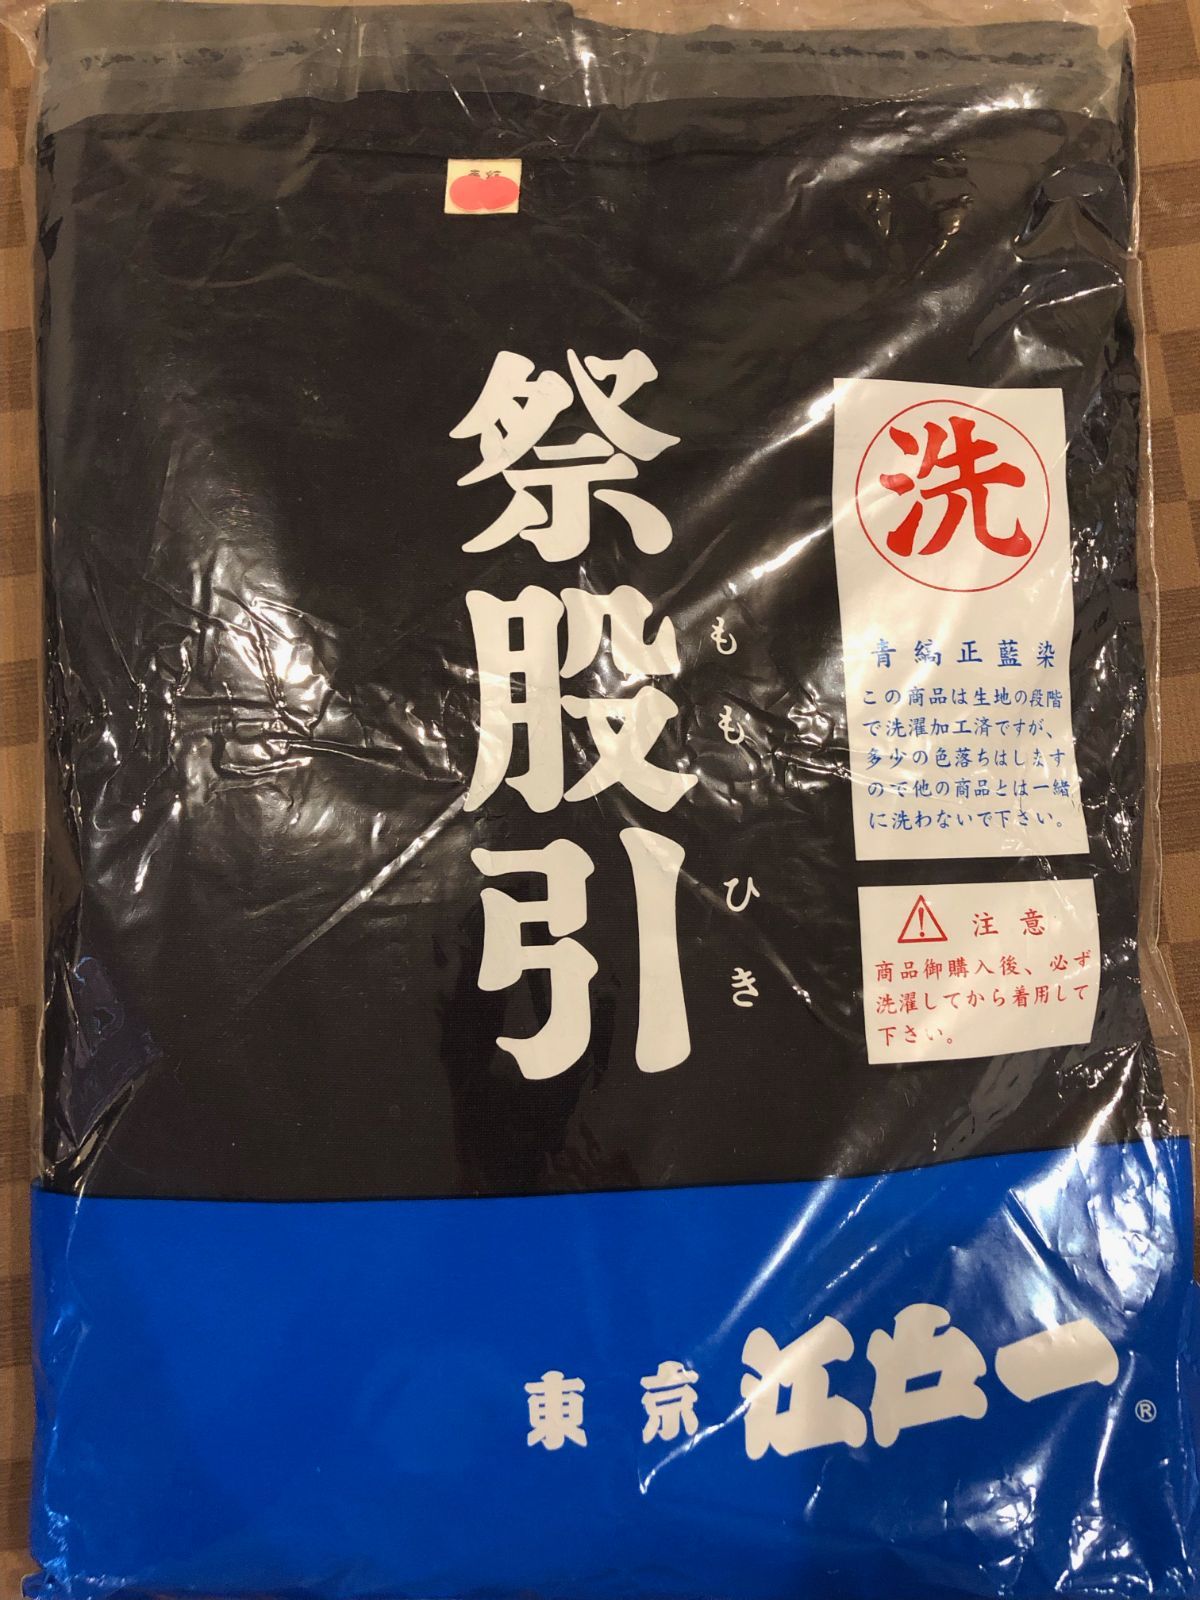 祭股引
ももひき
洗
青縞正藍染
この商品は生地の段階
で洗濯加工済ですが、
多少の色落ちはします
ので他の商品とは一緒
に洗わないで下さい。
注意
商品御購入後、必ず
洗濯してから着用して
下さい。
東京 江戸一 ®